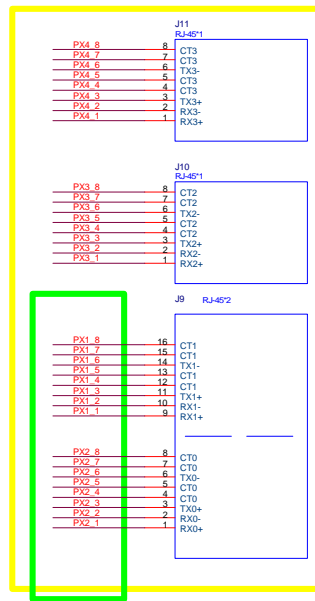 J11
RJ-45*1
PX4_8 8 CT3
PX4_7 7 CT3
PX4_6 6 TX3-
PX4_5 5 CT3
PX4_4 4 CT3
PX4_3 3 TX3+
PX4_2 2 RX3-
PX4_1 1 RX3+
J10
RJ-45*1
PX3_8 8 CT2
PX3_7 7 CT2
PX3_6 6 TX2-
PX3_5 5 CT2
PX3_4 4 CT2
PX3_3 3 TX2+
PX3_2 2 RX2-
PX3_1 1 RX2+
J9 RJ-45*2
PX1_8 16 CT1
PX1_7 15 CT1
PX1_6 14 TX1-
PX1_5 13 CT1
PX1_4 12 CT1
PX1_3 11 TX1+
PX1_2 10 RX1-
PX1_1 9 RX1+
PX2_8 8 CT0
PX2_7 7 CT0
PX2_6 6 TX0-
PX2_5 5 CT0
PX2_4 4 CT0
PX2_3 3 TX0+
PX2_2 2 RX0-
PX2_1 1 RX0+